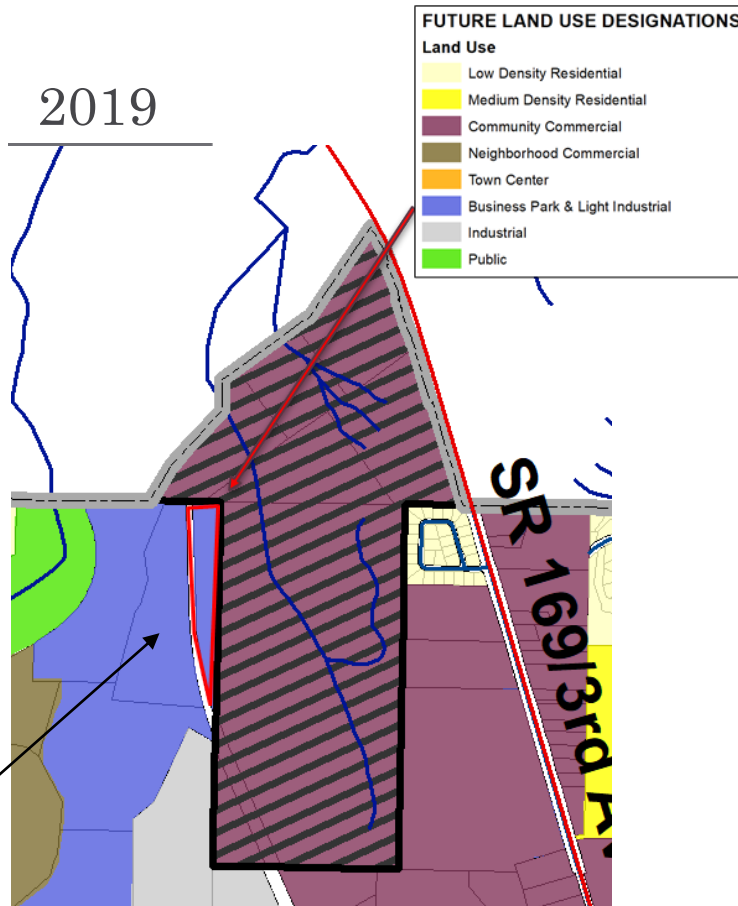 FUTURE LAND USE DESIGNATIONS
Land Use
Low Density Residential
Medium Density Residential
Community Commercial
Neighborhood Commercial
Town Center
Business Park & Light Industrial
Industrial
Public
2019
SR 169/3rd A